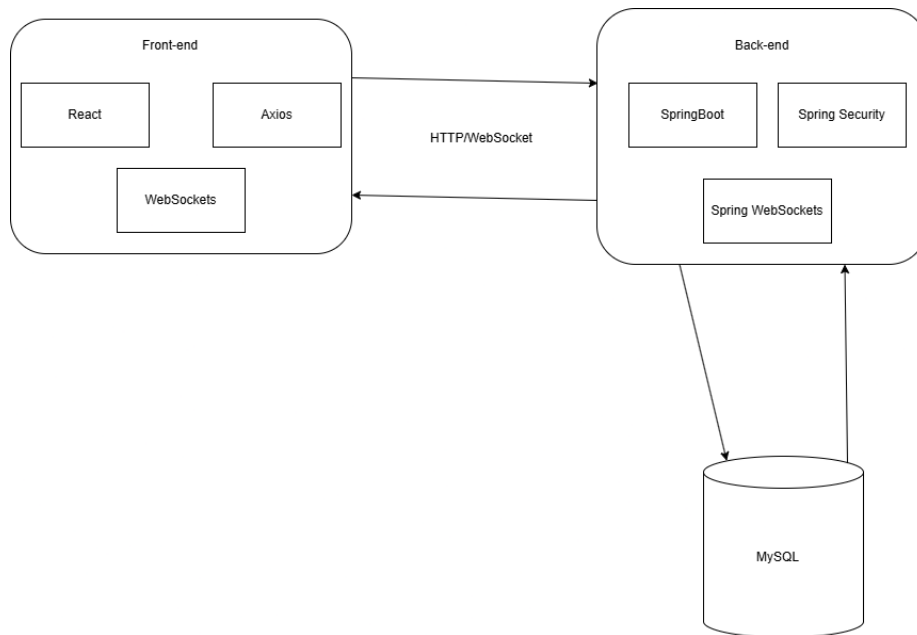 Front-end
React
Axios
WebSockets
HTTP/WebSocket
Back-end
SpringBoot
Spring Security
Spring WebSockets
MySQL